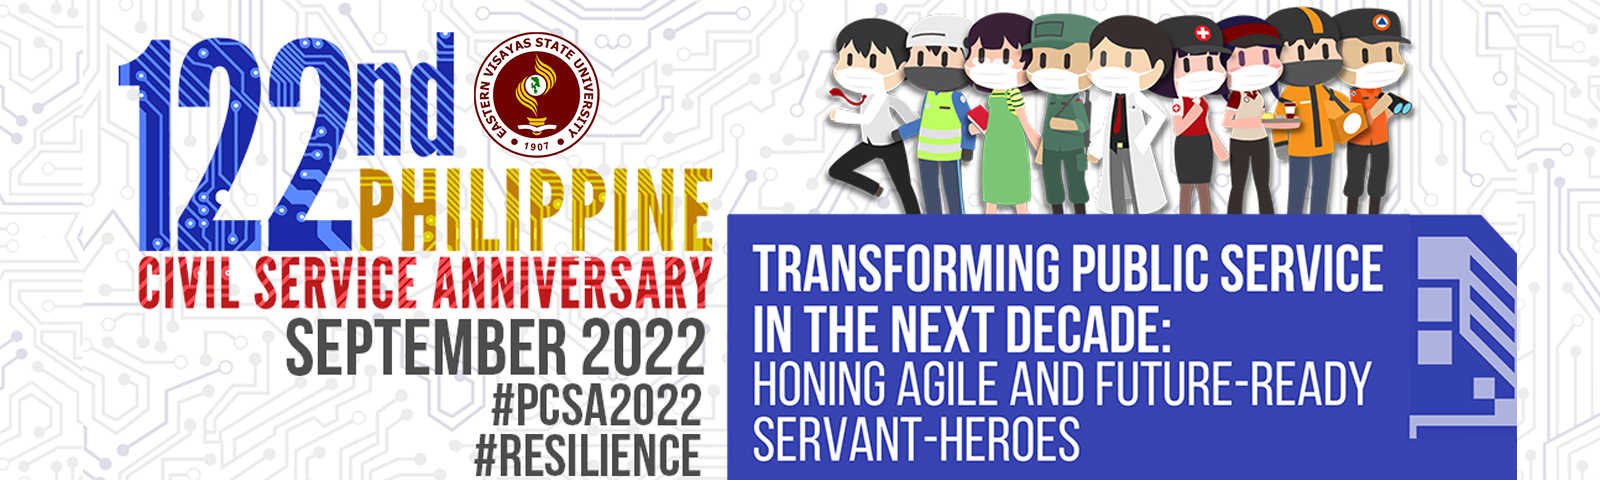 122nd
EASTERN VISAYAS STATE UNIVERSITY
• 1907 •
PHILIPPINE
CIVIL SERVICE ANNIVERSARY
SEPTEMBER 2022
#PCSA2022
#RESILIENCE
TRANSFORMING PUBLIC SERVICE
IN THE NEXT DECADE:
HONING AGILE AND FUTURE-READY
SERVANT-HEROES